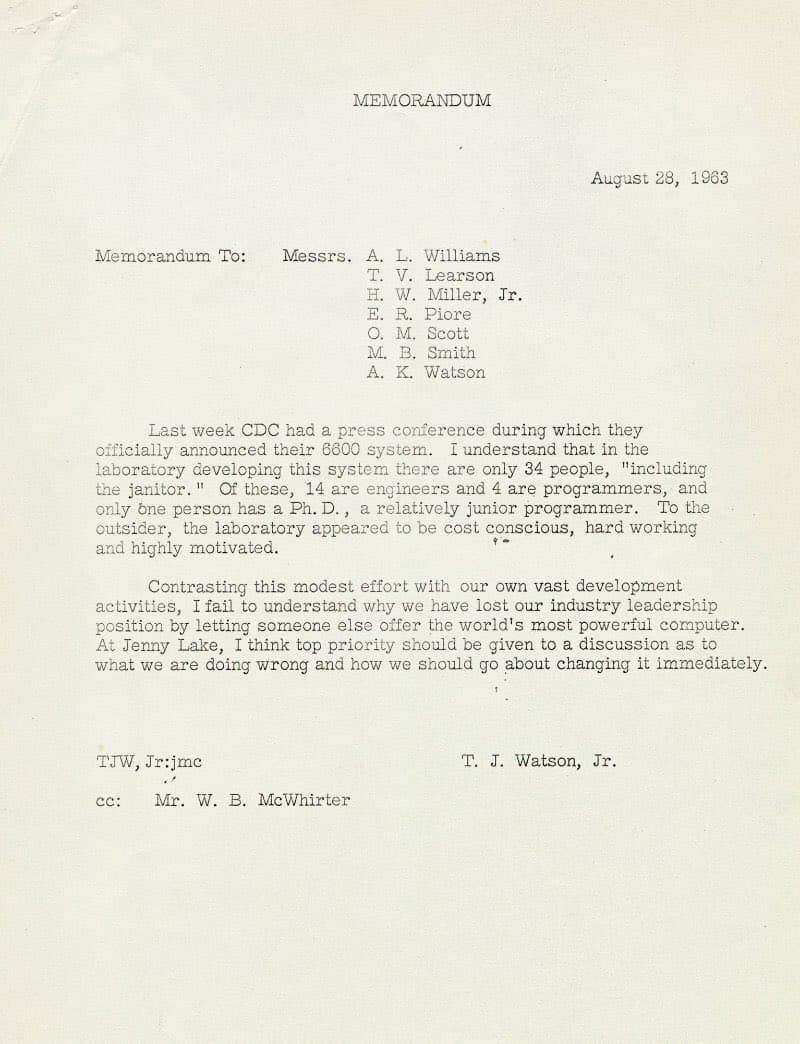 MEMORANDUM
August 28, 1963
Memorandum To: Messrs. A. L. Williams
T. V. Learson
H. W. Miller, Jr.
E. R. Piore
O. M. Scott
M. B. Smith
A. K. Watson
Last week CDC had a press conference during which they
officially announced their 6600 system. I understand that in the
laboratory developing this system there are only 34 people, "including
the janitor." Of these, 14 are engineers and 4 are programmers, and
only one person has a Ph. D., a relatively junior programmer. To the
outsider, the laboratory appeared to be cost conscious, hard working
and highly motivated.
Contrasting this modest effort with our own vast development
activities, I fail to understand why we have lost our industry leadership
position by letting someone else offer the world's most powerful computer.
At Jenny Lake, I think top priority should be given to a discussion as to
what we are doing wrong and how we should go about changing it immediately.
TJW, Jr:jmc T. J. Watson, Jr.
cc: Mr. W. B. McWhirter